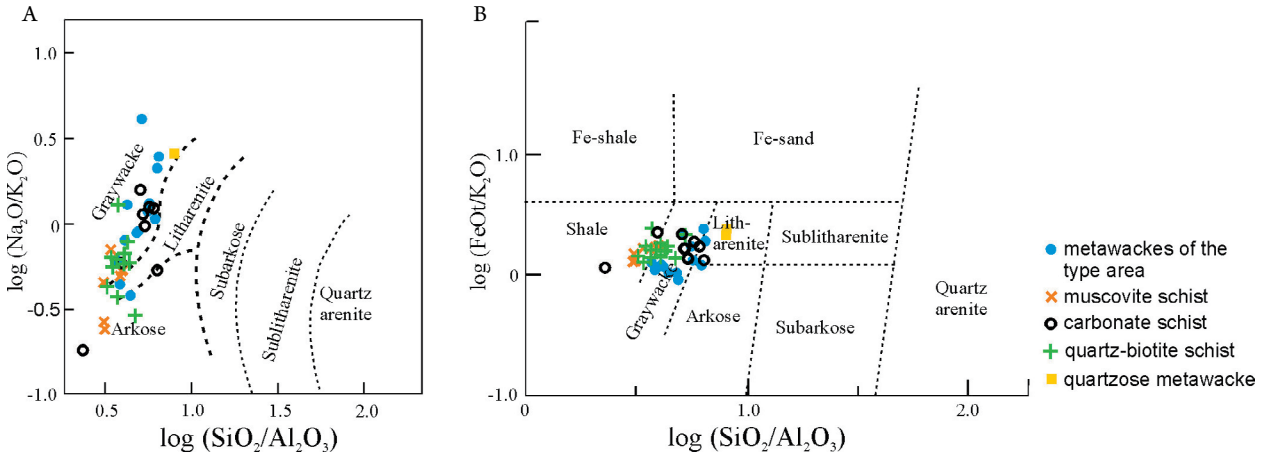 A
1.0
0.5
0
-0.5
-1.0
log (Na₂O/K₂O)
Graywacke
Litharenite
Subarkose
Sublitharenite
Quartz
arenite
Arkose
0.5
1.0
1.5
2.0
log (SiO₂/Al₂O₃)
B
1.0
0
-1.0
log (FeOt/K₂O)
Fe-shale
Fe-sand
Shale
Lith-
arenite
Sublitharenite
Graywacke
Arkose
Subarkose
Quartz
arenite
0
1.0
2.0
log (SiO₂/Al₂O₃)
metawackes of the
type area
muscovite schist
carbonate schist
quartz-biotite schist
quartzose metawacke